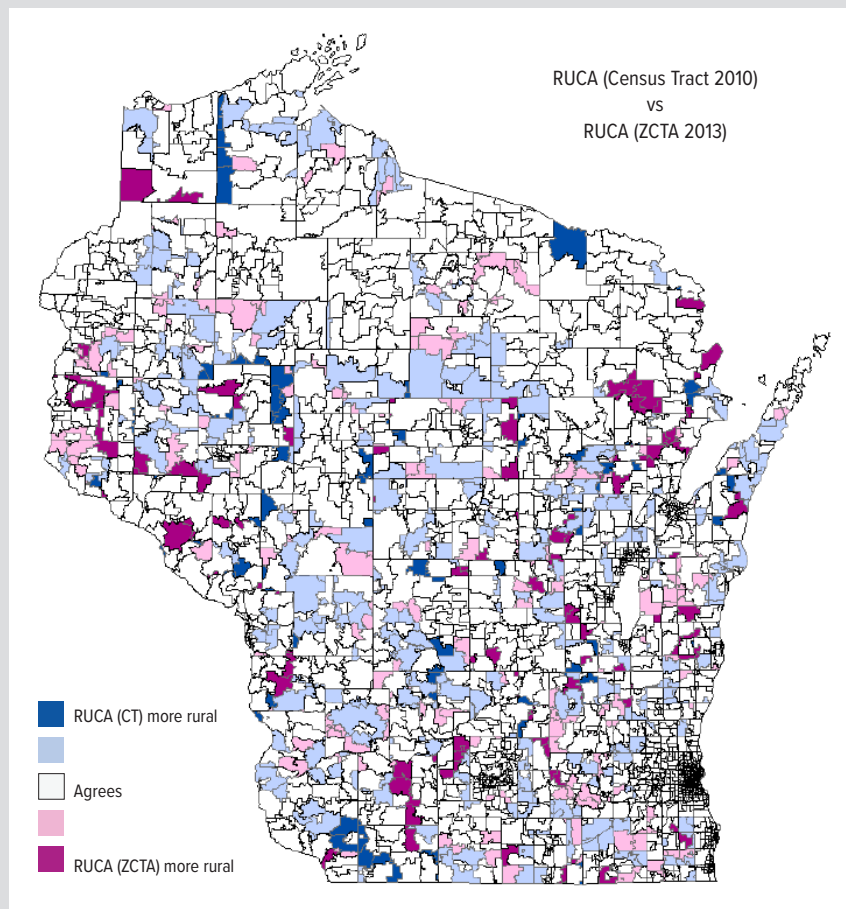 RUCA (Census Tract 2010)
vs
RUCA (ZCTA 2013)
RUCA (CT) more rural
Agrees
RUCA (ZCTA) more rural